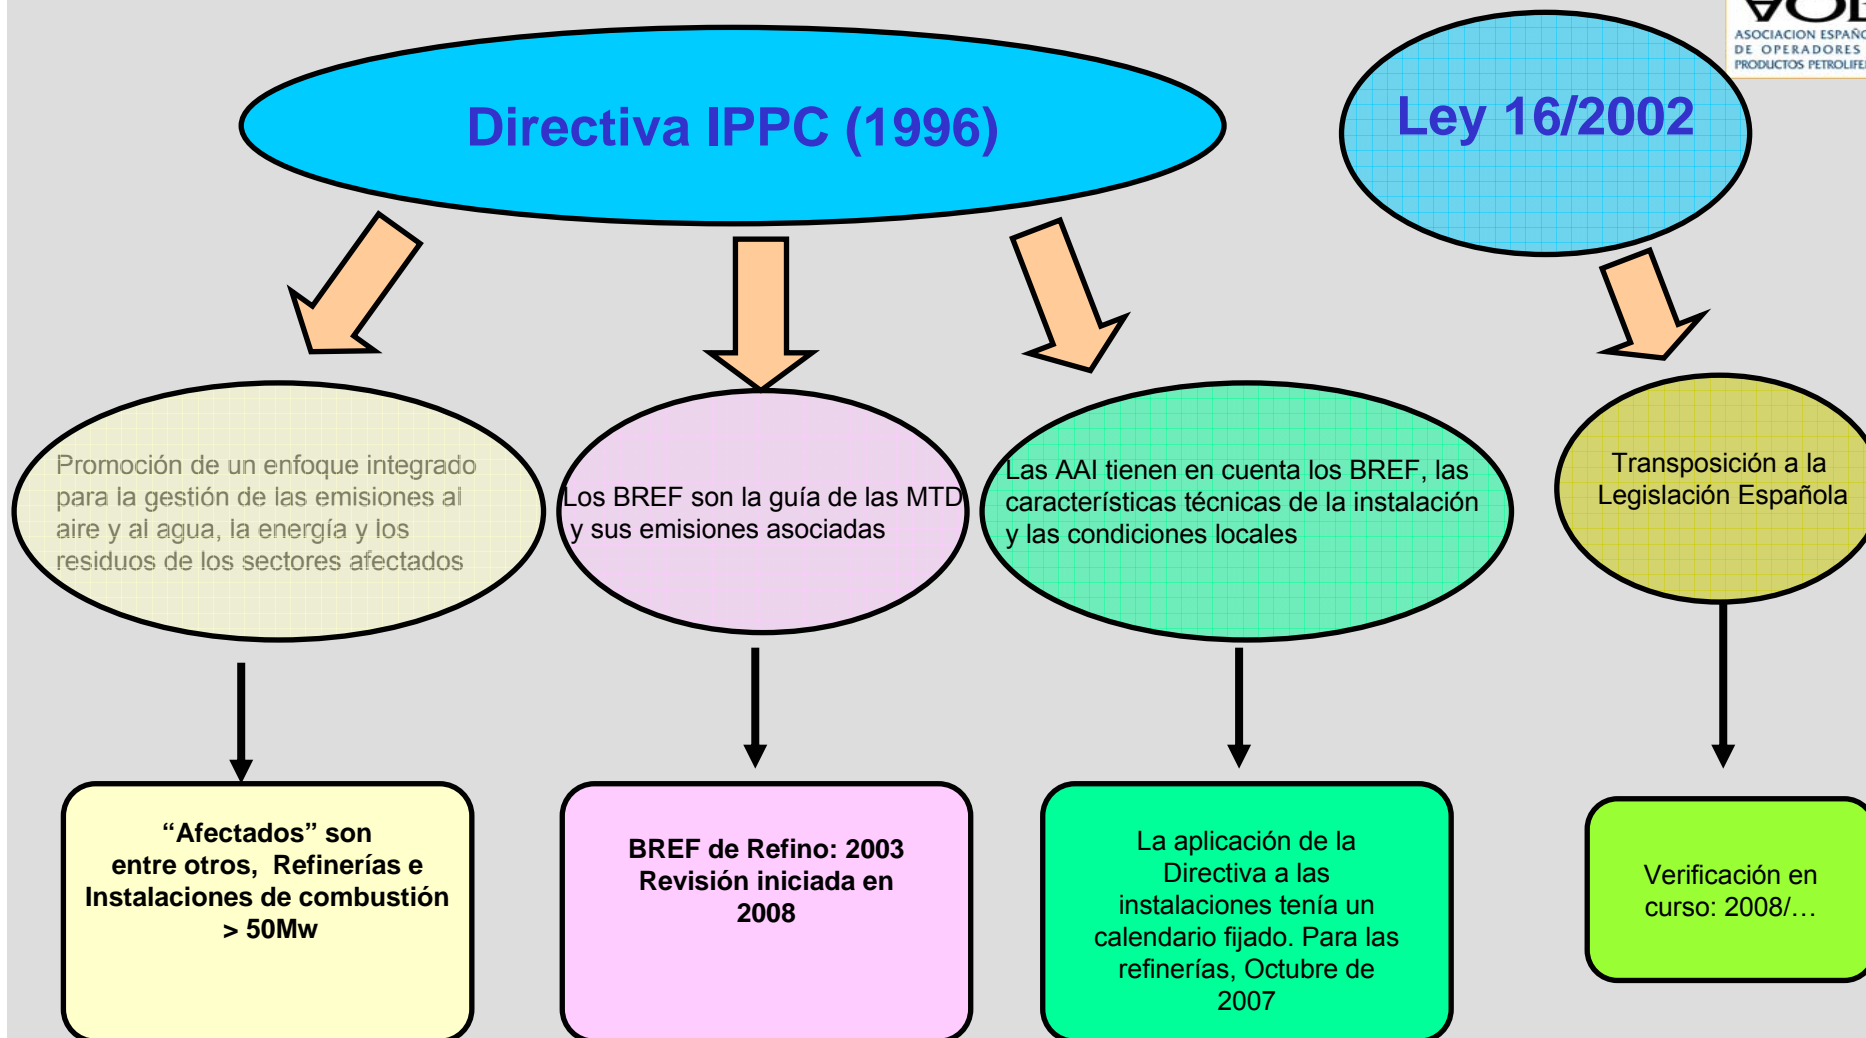 ASOCIACION
DE OPERADORES
PRODUCTOS
Directiva IPPC (1996)
Ley 16/2002
Promoción de un enfoque integrado
para la gestión de las emisiones al
aire y al agua, la energía y los
residuos de los sectores afectados
Los BREF son la guía de las MTD
y sus emisiones asociadas
Las AAI tienen en cuenta los BREF, las
características técnicas de la instalación
y las condiciones locales
Transposición a la
Legislación Española
“Afectados” son
entre otros, Refinerías e
Instalaciones de combustión
> 50Mw
BREF de Refino: 2003
Revisión iniciada en
2008
La aplicación de la
Directiva a las
instalaciones tenía un
calendario fijado. Para las
refinerías, Octubre de
2007
Verificación en
curso: 2008/…